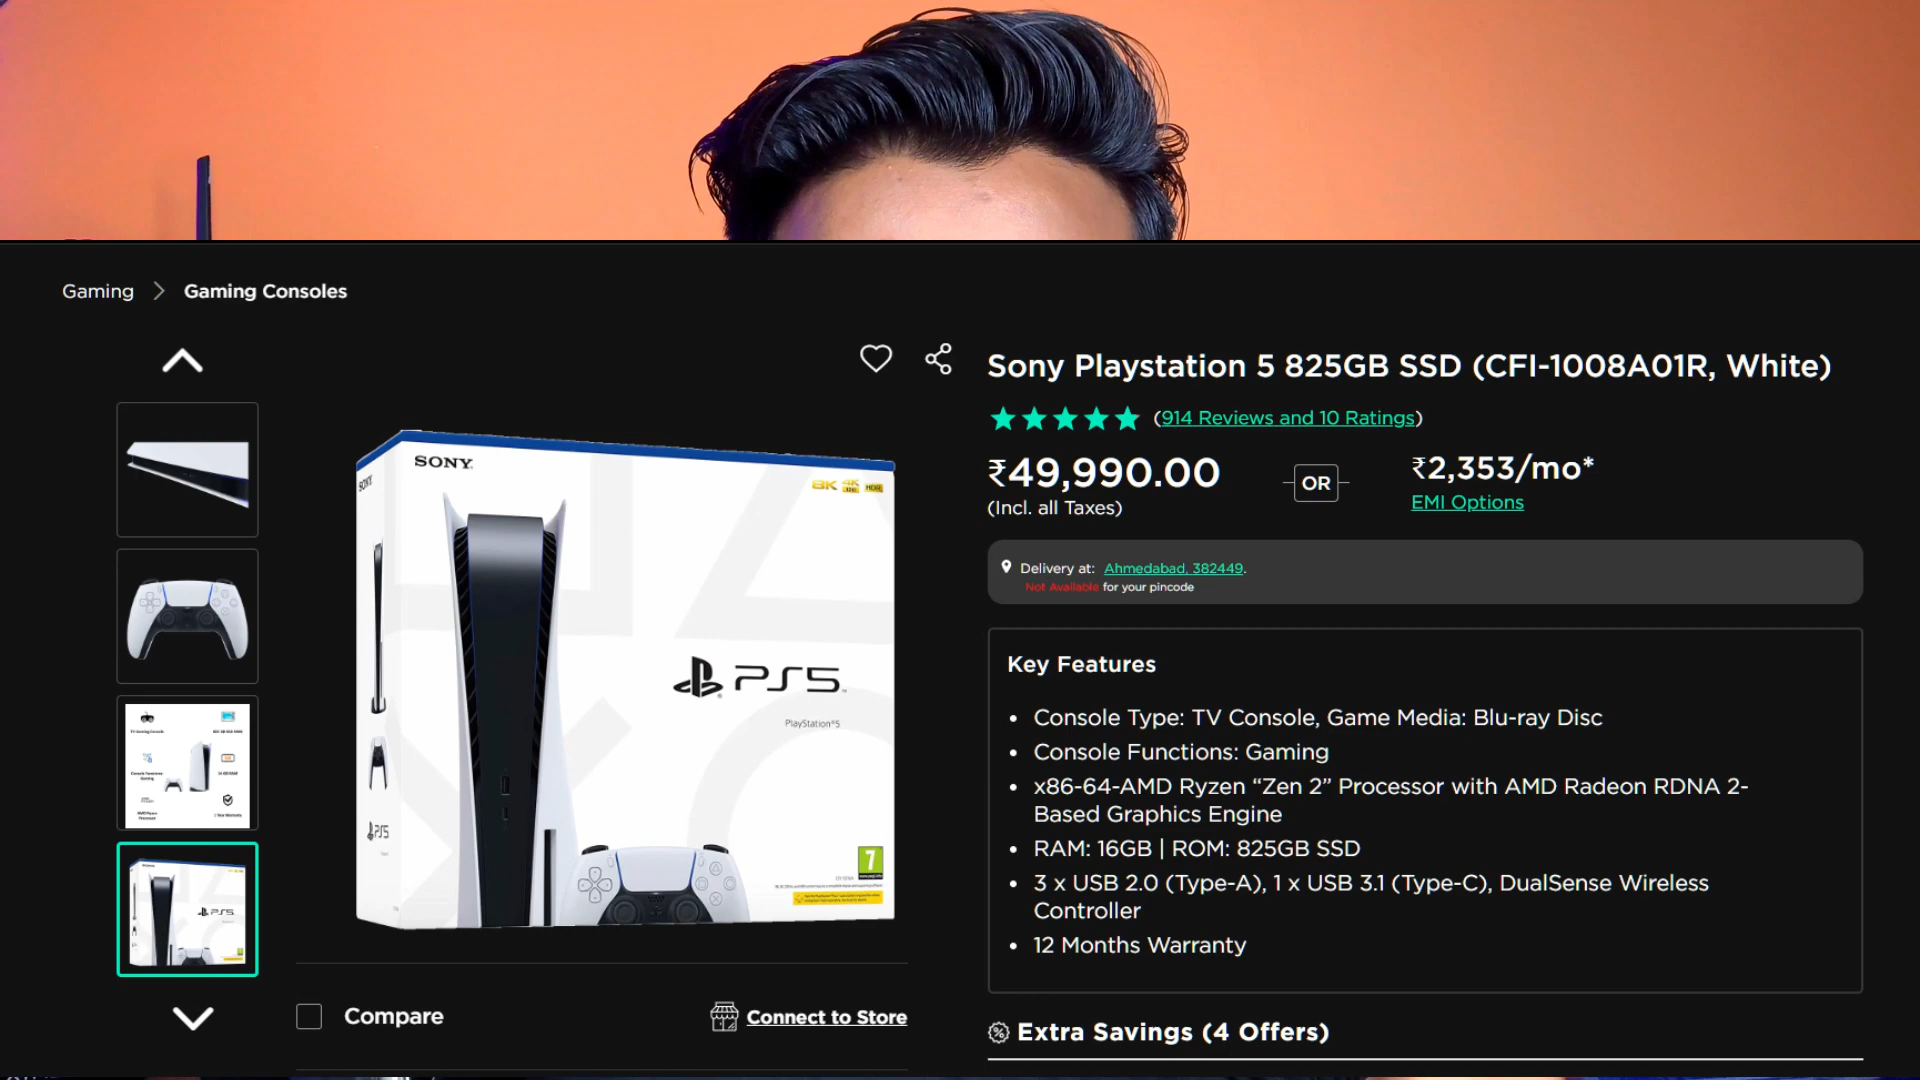 Gaming > Gaming Consoles
SONY
SONY
8K 4K HDR
PS5
PlayStation®5
PS5
7
PS5
Compare
Connect to Store
Sony Playstation 5 825GB SSD (CFI-1008A01R, White)
(914 Reviews and 10 Ratings)
₹49,990.00
(Incl. all Taxes)
OR
₹2,353/mo*
EMI Options
Delivery at: Ahmedabad, 382449.
Not Available for your pincode
Key Features
• Console Type: TV Console, Game Media: Blu-ray Disc
• Console Functions: Gaming
• x86-64-AMD Ryzen “Zen 2” Processor with AMD Radeon RDNA 2-
Based Graphics Engine
• RAM: 16GB | ROM: 825GB SSD
• 3 x USB 2.0 (Type-A), 1 x USB 3.1 (Type-C), DualSense Wireless
Controller
• 12 Months Warranty
Extra Savings (4 Offers)